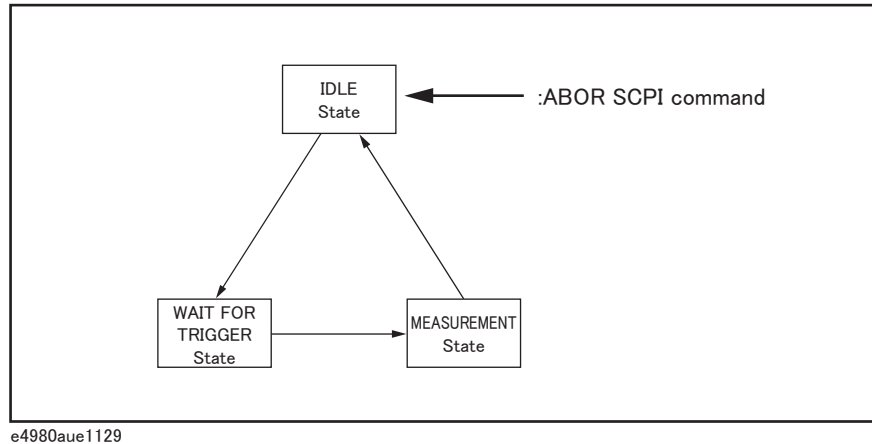 IDLE
State
:ABOR SCPI command
WAIT FOR
TRIGGER
State
MEASUREMENT
State
e4980aue1129